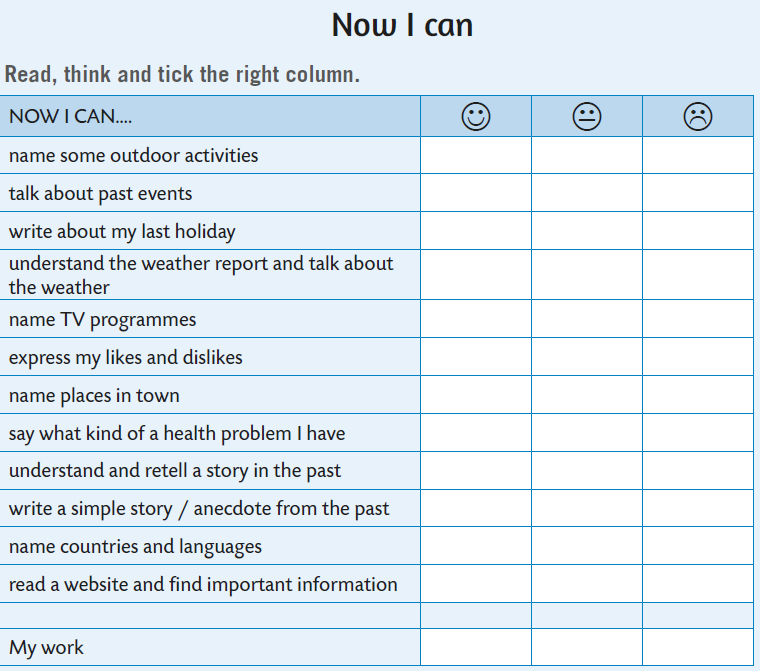 Now I can
Read, think and tick the right column.
NOW I CAN....
name some outdoor activities
talk about past events
write about my last holiday
understand the weather report and talk about
the weather
name TV programmes
express my likes and dislikes
name places in town
say what kind of a health problem I have
understand and retell a story in the past
write a simple story / anecdote from the past
name countries and languages
read a website and find important information
My work